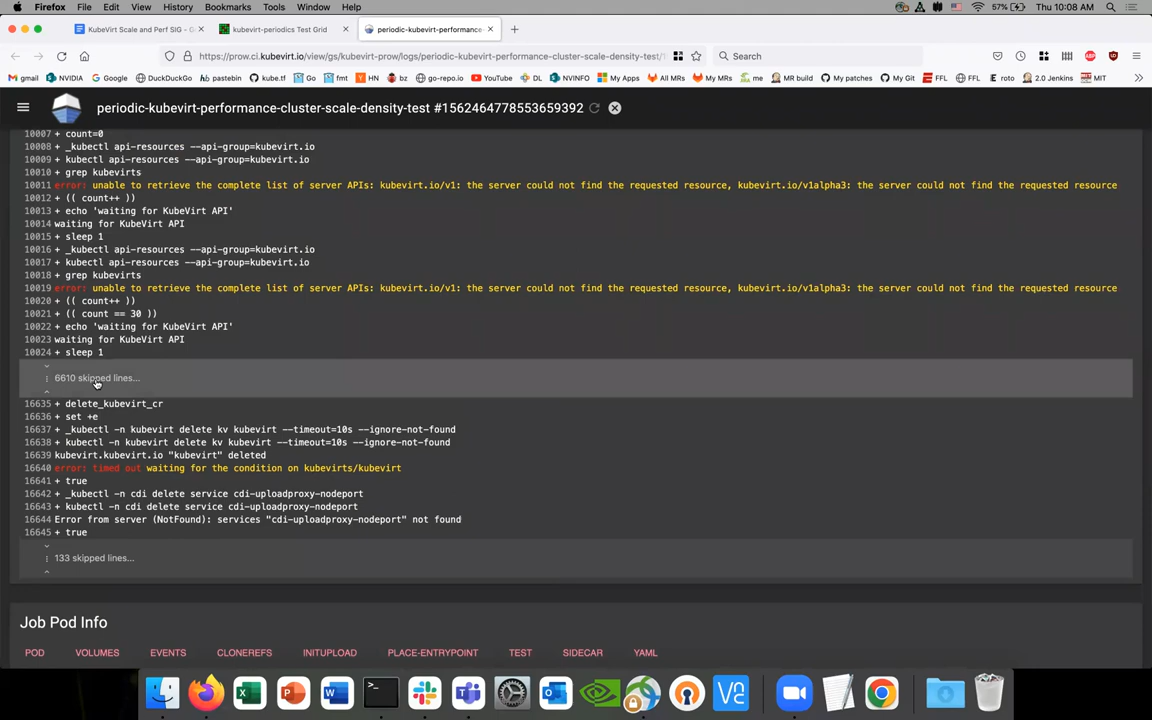 Firefox File Edit View History Bookmarks Tools Window Help 57% Thu 10:08 AM
KubeVirt Scale and Perf SIG - G
kubevirt-periodics Test Grid
periodic-kubevirt-performance-
https://prow.ci.kubevirt.io/view/gs/kubevirt-prow/logs/periodic-kubevirt-performance-cluster-scale-density-test/1
Search
gmail NVIDIA Google DuckDuckGo pastebin kube.tf fmt HN bz go-repo.io YouTube DL NVINFO My Apps All MRs My MRs me MR build My patches My Git FFL FFL roto 2.0 Jenkins MIT
periodic-kubevirt-performance-cluster-scale-density-test #1562464778553659392
10007 + count=0
10008 + _kubectl api-resources --api-group=kubevirt.io
10009 + kubectl api-resources --api-group=kubevirt.io
10010 + grep kubevirts
10011 error: unable to retrieve the complete list of server APIs: kubevirt.io/v1: the server could not find the requested resource, kubevirt.io/v1alpha3: the server could not find the requested resource
10012 + (( count++ ))
10013 + echo 'waiting for KubeVirt API'
10014 waiting for KubeVirt API
10015 + sleep 1
10016 + _kubectl api-resources --api-group=kubevirt.io
10017 + kubectl api-resources --api-group=kubevirt.io
10018 + grep kubevirts
10019 error: unable to retrieve the complete list of server APIs: kubevirt.io/v1: the server could not find the requested resource, kubevirt.io/v1alpha3: the server could not find the requested resource
10020 + (( count++ ))
10021 + (( count == 30 ))
10022 + echo 'waiting for KubeVirt API'
10023 waiting for KubeVirt API
10024 + sleep 1
6610 skipped lines...
16635 + delete_kubevirt_cr
16636 + set +e
16637 + _kubectl -n kubevirt delete kv kubevirt --timeout=10s --ignore-not-found
16638 + kubectl -n kubevirt delete kv kubevirt --timeout=10s --ignore-not-found
16639 kubevirt.kubevirt.io "kubevirt" deleted
16640 error: timed out waiting for the condition on kubevirts/kubevirt
16641 + true
16642 + _kubectl -n cdi delete service cdi-uploadproxy-nodeport
16643 + kubectl -n cdi delete service cdi-uploadproxy-nodeport
16644 Error from server (NotFound): services "cdi-uploadproxy-nodeport" not found
16645 + true
133 skipped lines...
Job Pod Info
POD VOLUMES EVENTS CLONEREFS INITUPLOAD PLACE-ENTRYPOINT TEST SIDECAR YAML